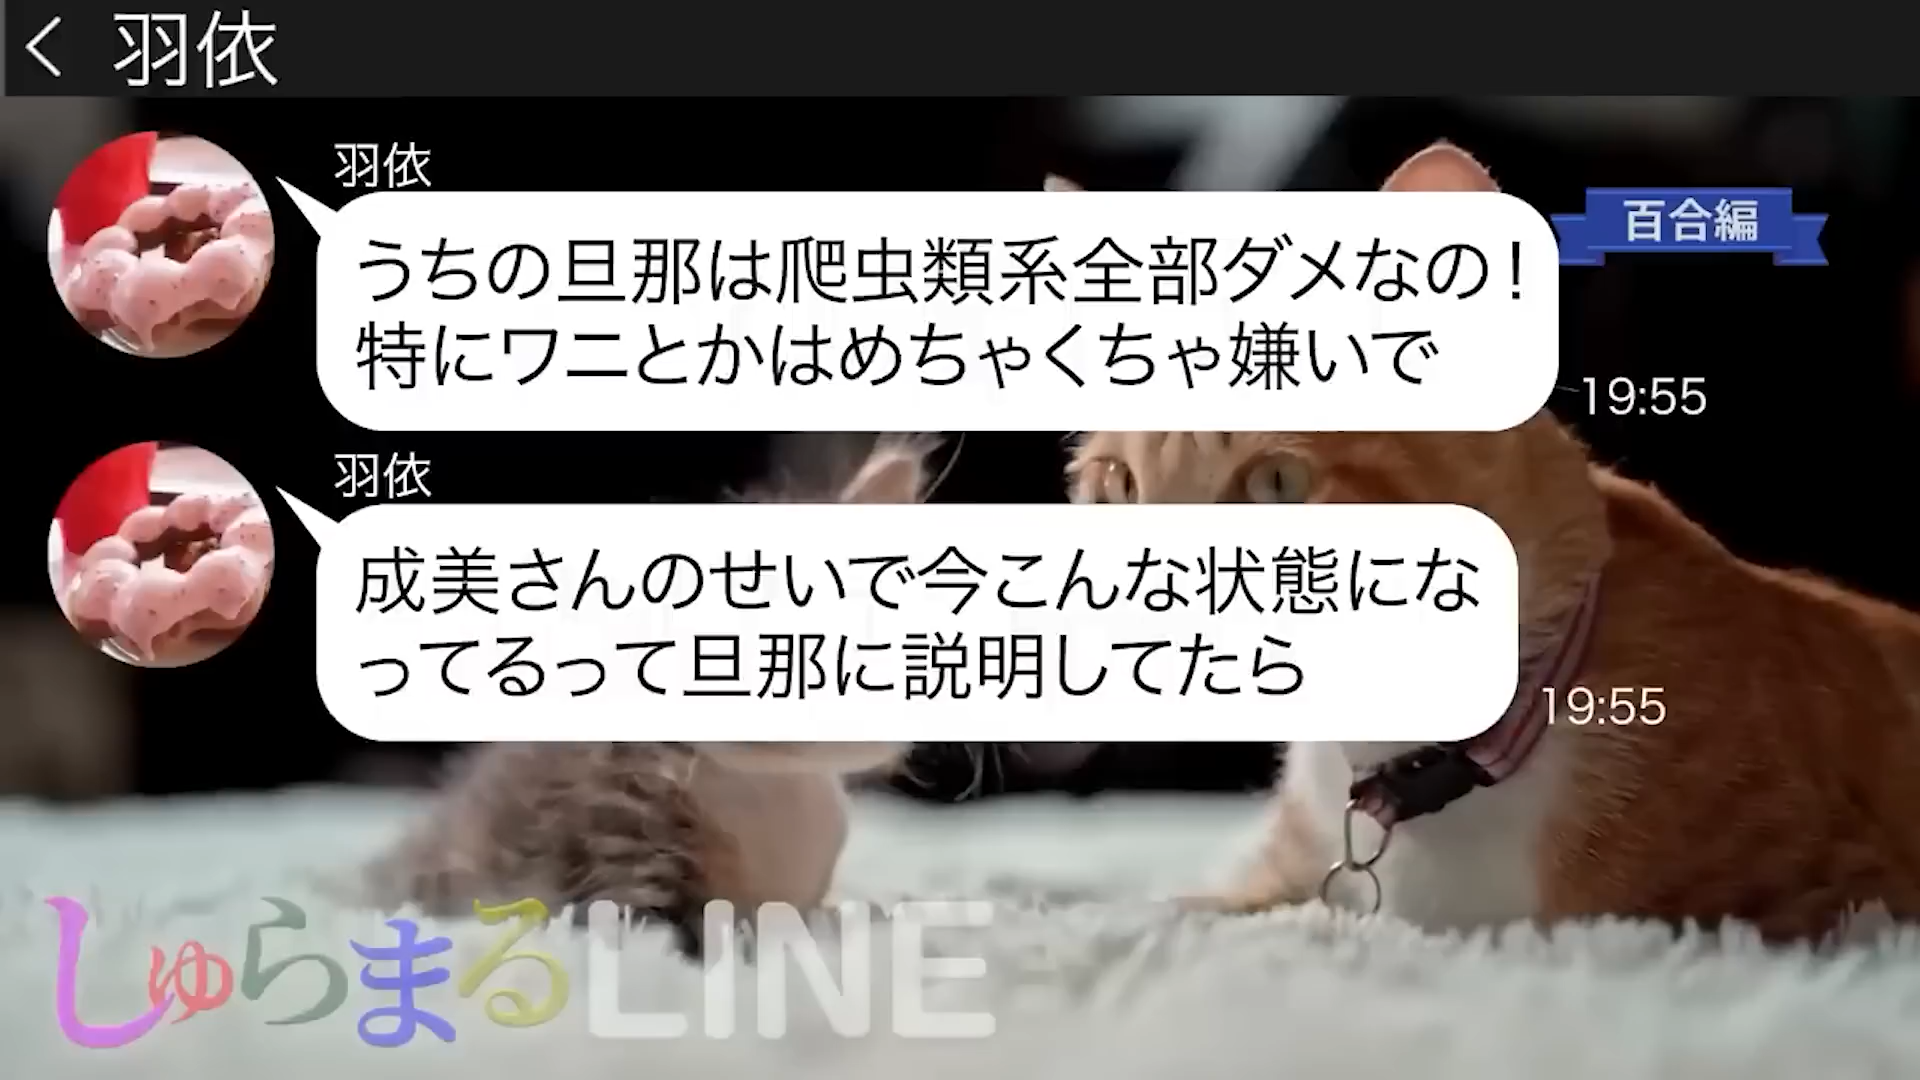 羽依
羽依
百合編
うちの旦那は爬虫類系全部ダメなの！
特にワニとかはめちゃくちゃ嫌いで
19:55
羽依
成美さんのせいで今こんな状態にな
ってるって旦那に説明してたら
19:55
しゅらまるLINE